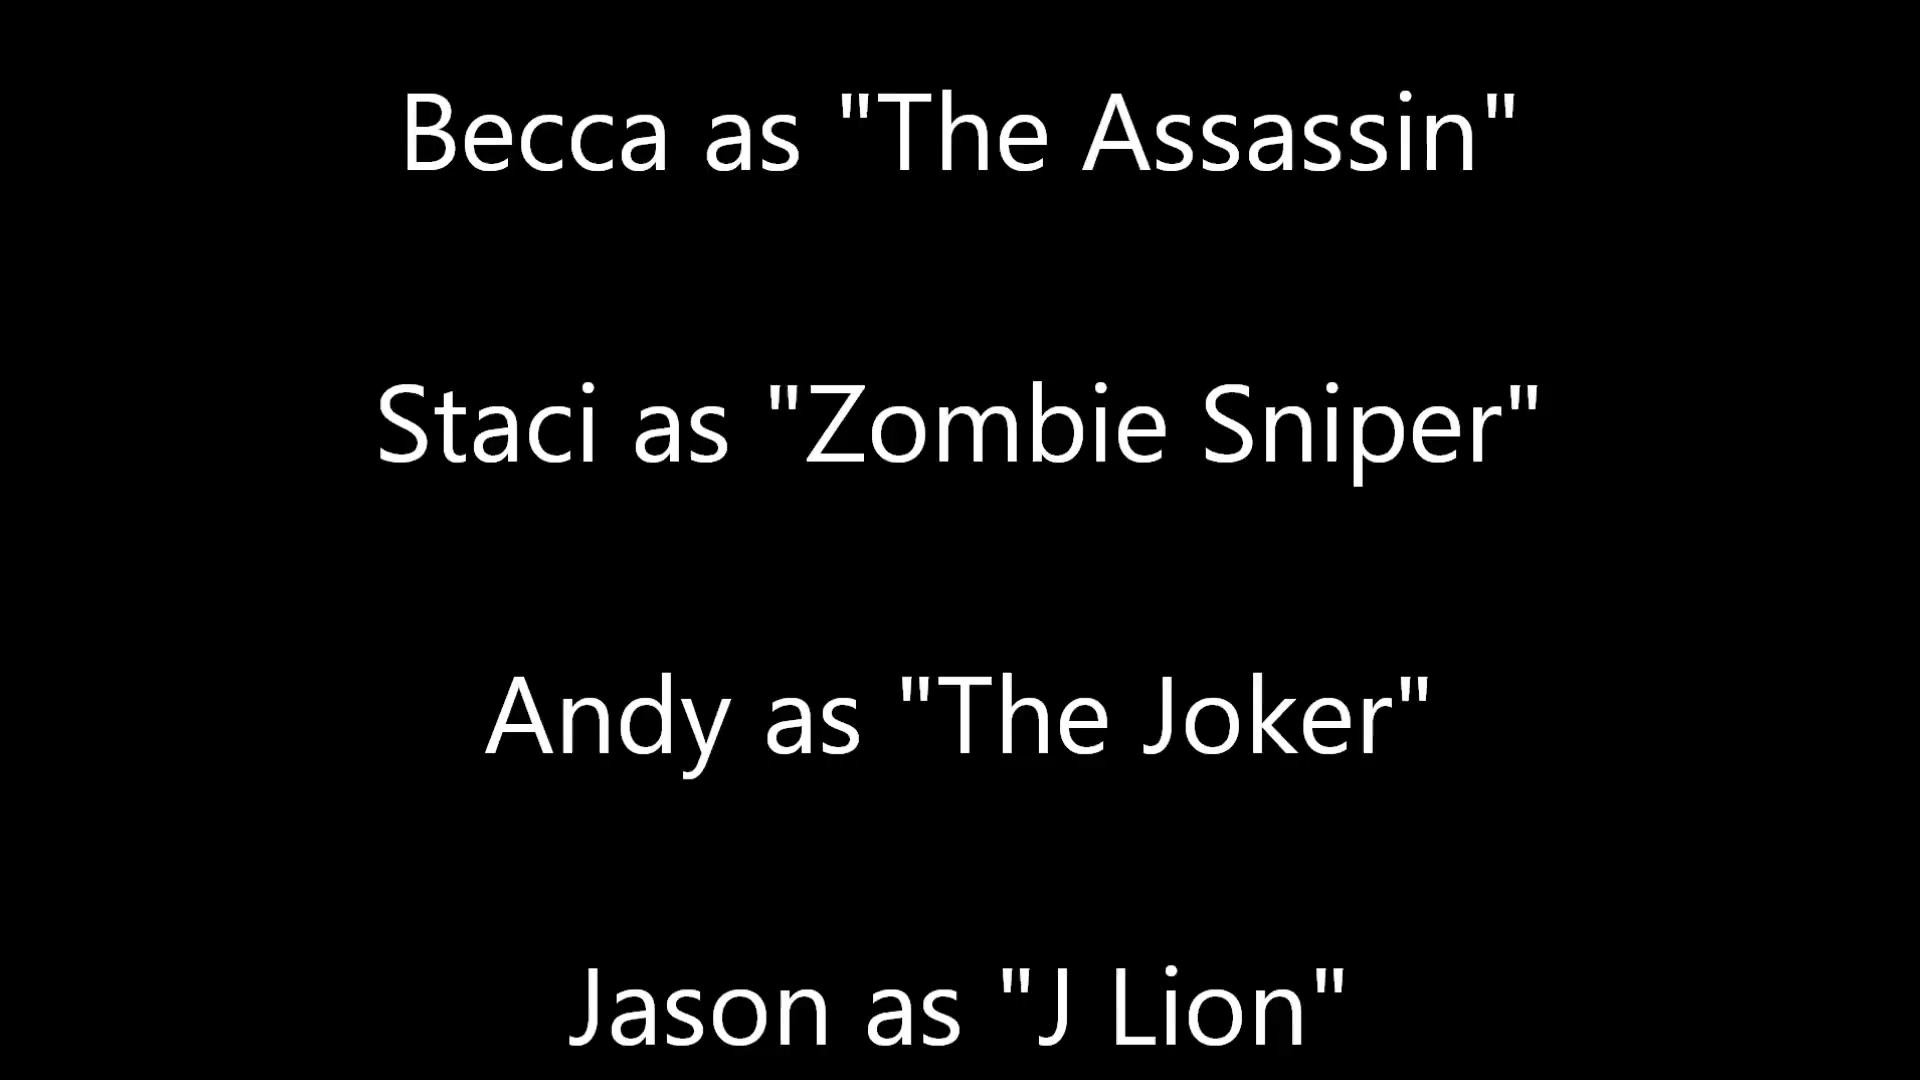 Becca as "The Assassin"
Staci as "Zombie Sniper"
Andy as "The Joker"
Jason as "J Lion"